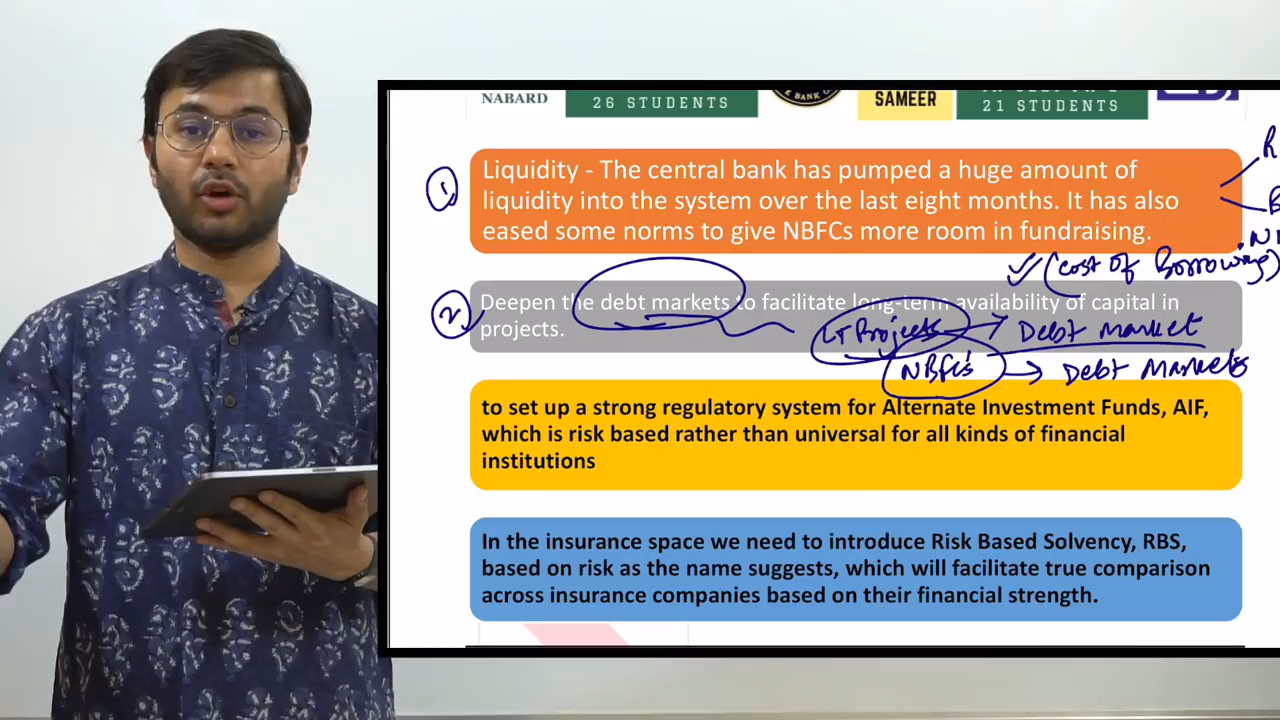 NABARD
26 STUDENTS
SAMEER
21 STUDENTS
1
Liquidity - The central bank has pumped a huge amount of
liquidity into the system over the last eight months. It has also
eased some norms to give NBFCs more room in fundraising.
(cost of Borrowings)
2
Deepen the debt markets to facilitate long-term availability of capital in
projects.
LT Projects → Debt market
NBFC's → Debt Markets
to set up a strong regulatory system for Alternate Investment Funds, AIF,
which is risk based rather than universal for all kinds of financial
institutions
In the insurance space we need to introduce Risk Based Solvency, RBS,
based on risk as the name suggests, which will facilitate true comparison
across insurance companies based on their financial strength.